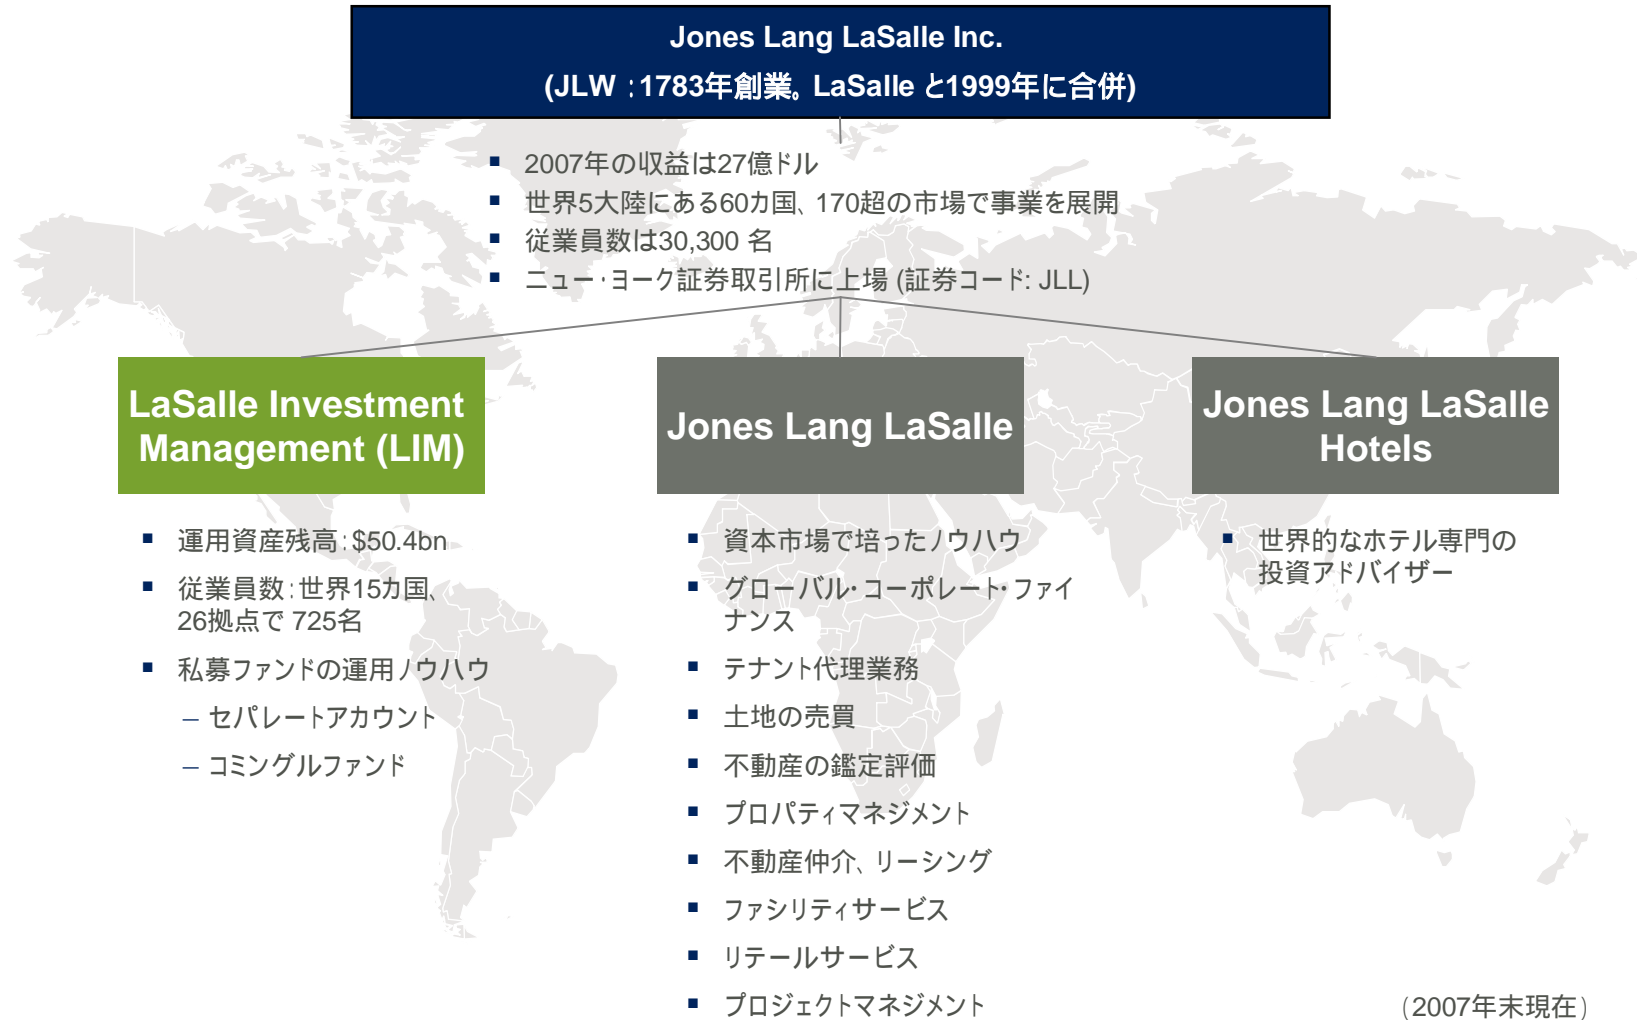 Jones Lang LaSalle Inc.
(JLW :1783年創業。LaSalle と1999年に合併)
■ 2007年の収益は27億ドル
■ 世界5大陸にある60カ国、170超の市場で事業を展開
■ 従業員数は30,300 名
■ ニュー・ヨーク証券取引所に上場 (証券コード: JLL)
LaSalle Investment
Management (LIM)
■ 運用資産残高:$50.4bn
■ 従業員数:世界15カ国、
26拠点で 725名
■ 私募ファンドの運用ノウハウ
– セパレートアカウント
– コミングルファンド
Jones Lang LaSalle
■ 資本市場で培ったノウハウ
■ グローバル・コーポレート・ファイ
ナンス
■ テナント代理業務
■ 土地の売買
■ 不動産の鑑定評価
■ プロパティマネジメント
■ 不動産仲介、リーシング
■ ファシリティサービス
■ リテールサービス
■ プロジェクトマネジメント
Jones Lang LaSalle
Hotels
■ 世界的なホテル専門の
投資アドバイザー
(2007年末現在)